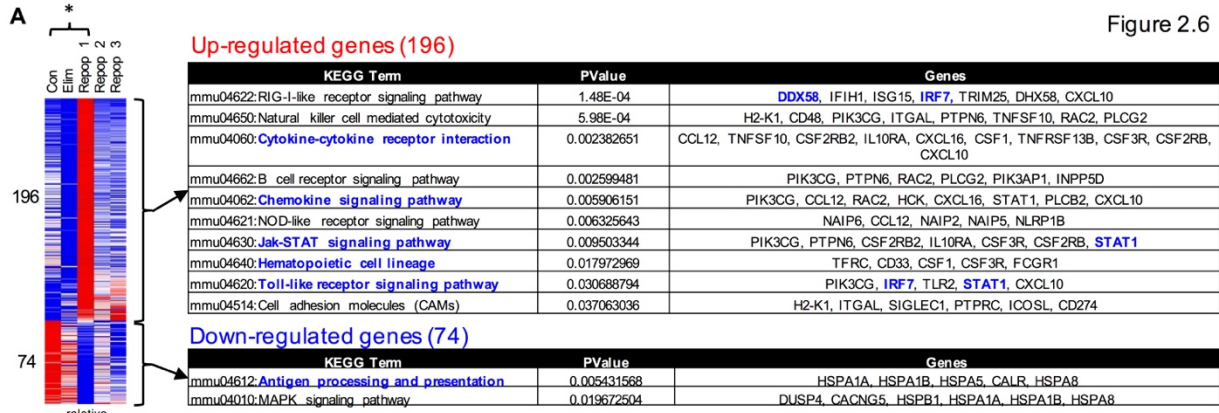 A
*
Figure 2.6
Con
Elim
Repop 1
Repop 2
Repop 3
Up-regulated genes (196)
KEGG Term PValue Genes
mmu04622:RIG-I-like receptor signaling pathway 1.48E-04 DDX58, IFIH1, ISG15, IRF7, TRIM25, DHX58, CXCL10
mmu04650:Natural killer cell mediated cytotoxicity 5.98E-04 H2-K1, CD48, PIK3CG, ITGAL, PTPN6, TNFSF10, RAC2, PLCG2
mmu04060:Cytokine-cytokine receptor interaction 0.002382651 CCL12, TNFSF10, CSF2RB2, IL10RA, CXCL16, CSF1, TNFRSF13B, CSF3R, CSF2RB,
CXCL10
mmu04662:B cell receptor signaling pathway 0.002599481 PIK3CG, PTPN6, RAC2, PLCG2, PIK3AP1, INPP5D
196
mmu04062:Chemokine signaling pathway 0.005906151 PIK3CG, CCL12, RAC2, HCK, CXCL16, STAT1, PLCB2, CXCL10
mmu04621:NOD-like receptor signaling pathway 0.006325643 NAIP6, CCL12, NAIP2, NAIP5, NLRP1B
mmu04630:Jak-STAT signaling pathway 0.009503344 PIK3CG, PTPN6, CSF2RB2, IL10RA, CSF3R, CSF2RB, STAT1
mmu04640:Hematopoietic cell lineage 0.017972969 TFRC, CD33, CSF1, CSF3R, FCGR1
mmu04620:Toll-like receptor signaling pathway 0.030688794 PIK3CG, IRF7, TLR2, STAT1, CXCL10
mmu04514:Cell adhesion molecules (CAMs) 0.037063036 H2-K1, ITGAL, SIGLEC1, PTPRC, ICOSL, CD274
Down-regulated genes (74)
74
KEGG Term PValue Genes
mmu04612:Antigen processing and presentation 0.005431568 HSPA1A, HSPA1B, HSPA5, CALR, HSPA8
mmu04010:MAPK signaling pathway 0.019672504 DUSP4, CACNG5, HSPB1, HSPA1A, HSPA1B, HSPA8
relative